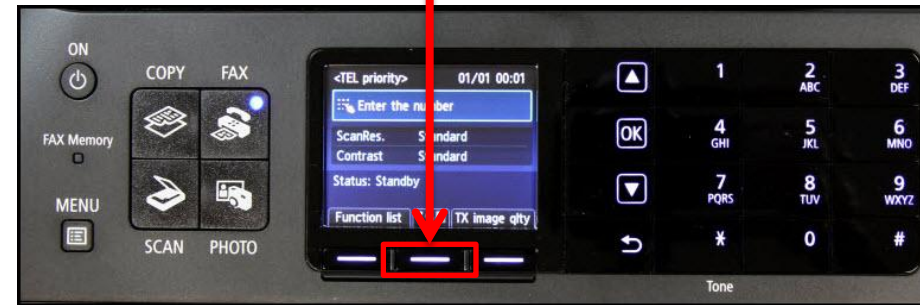 ON
COPY FAX
FAX Memory
MENU
SCAN PHOTO
<TEL priority> 01/01 00:01
Enter the number
ScanRes. Standard
Contrast Standard
Status: Standby
Function list TX image qlty
OK
1 2 3
ABC DEF
4 5 6
GHI JKL MNO
7 8 9
PQRS TUV WXYZ
* 0 #
Tone